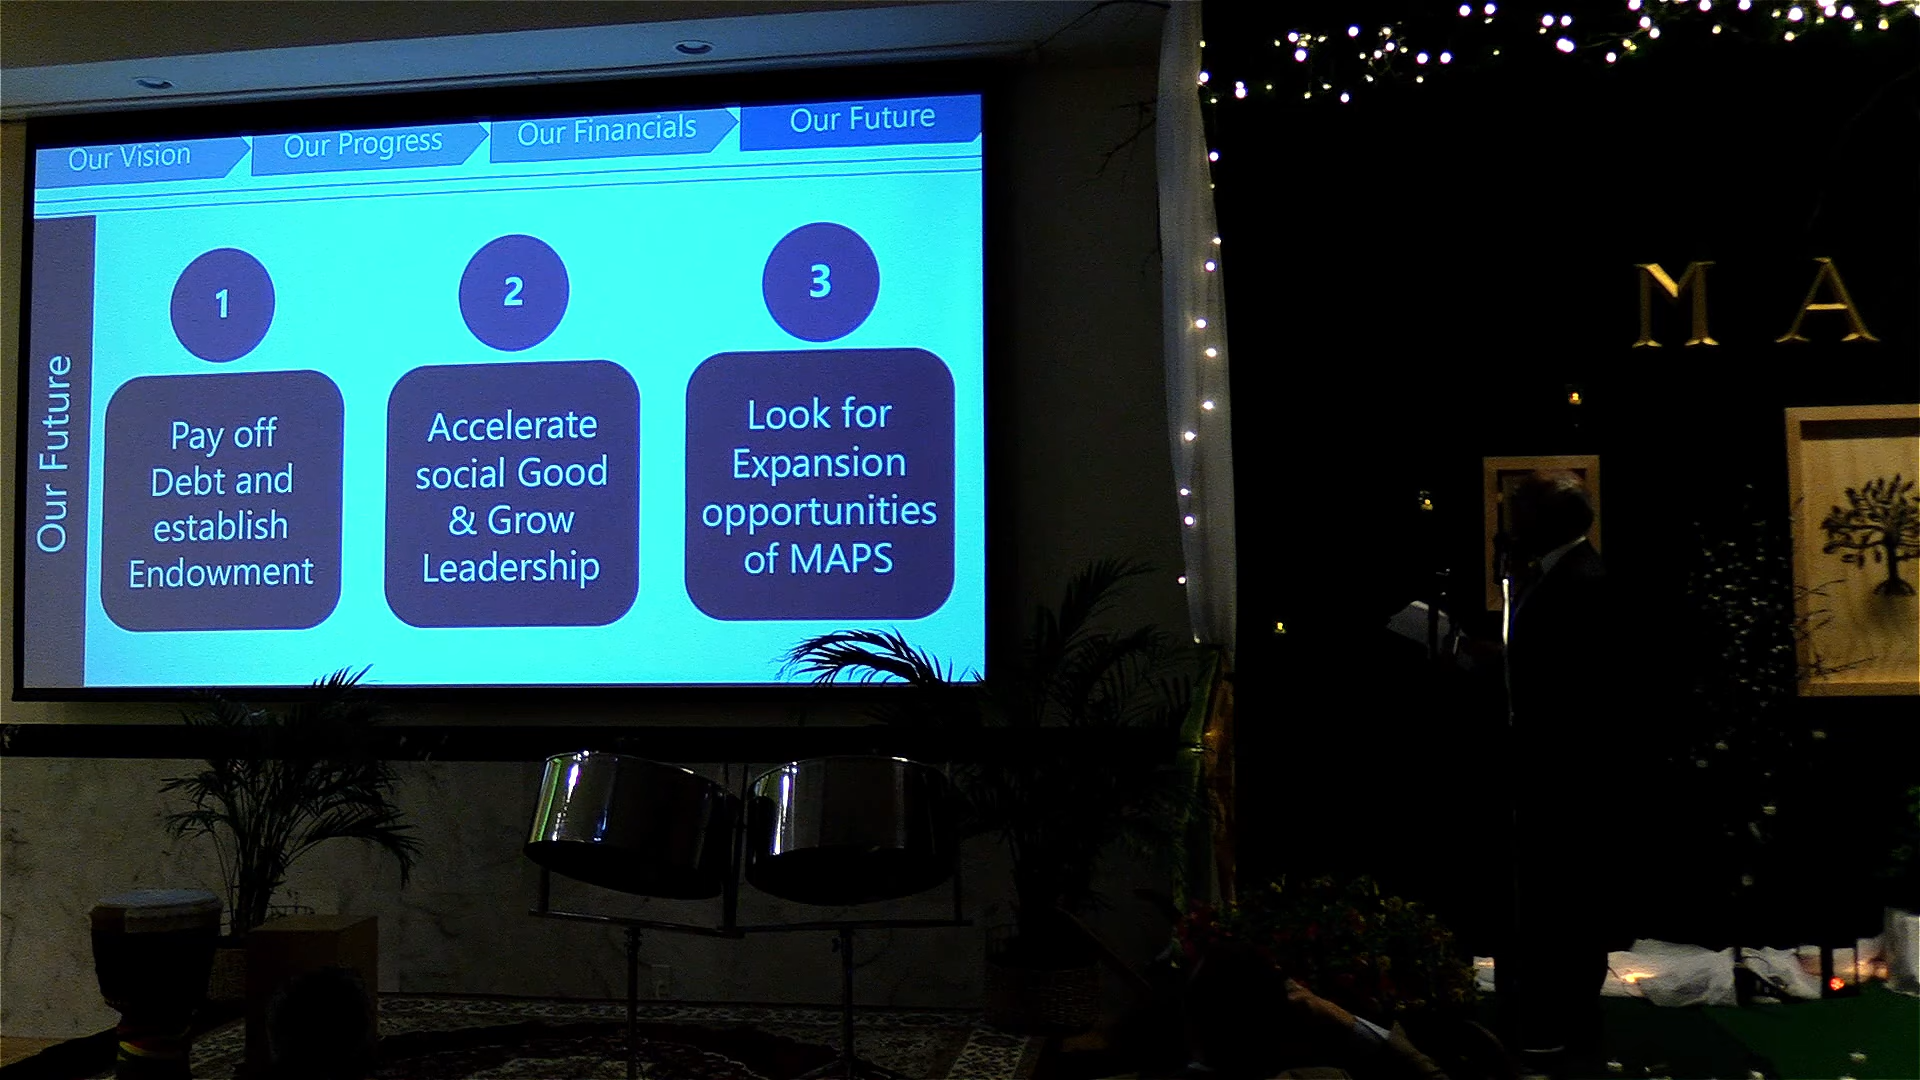 Our Vision
Our Progress
Our Financials
Our Future
Our Future
1
Pay off
Debt and
establish
Endowment
2
Accelerate
social Good
& Grow
Leadership
3
Look for
Expansion
opportunities
of MAPS
M A